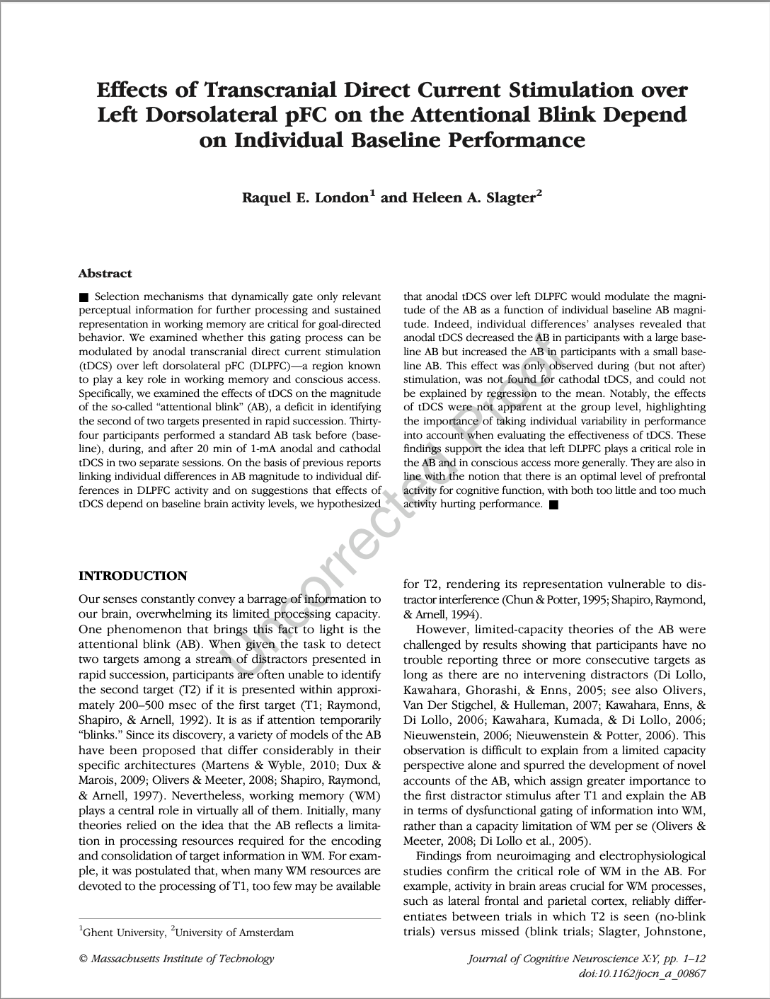 Effects of Transcranial Direct Current Stimulation over
Left Dorsolateral pFC on the Attentional Blink Depend
on Individual Baseline Performance
Raquel E. London1 and Heleen A. Slagter2
Abstract
■ Selection mechanisms that dynamically gate only relevant
perceptual information for further processing and sustained
representation in working memory are critical for goal-directed
behavior. We examined whether this gating process can be
modulated by anodal transcranial direct current stimulation
(tDCS) over left dorsolateral pFC (DLPFC)—a region known
to play a key role in working memory and conscious access.
Specifically, we examined the effects of tDCS on the magnitude
of the so-called “attentional blink” (AB), a deficit in identifying
the second of two targets presented in rapid succession. Thirty-
four participants performed a standard AB task before (base-
line), during, and after 20 min of 1-mA anodal and cathodal
tDCS in two separate sessions. On the basis of previous reports
linking individual differences in AB magnitude to individual dif-
ferences in DLPFC activity and on suggestions that effects of
tDCS depend on baseline brain activity levels, we hypothesized
that anodal tDCS over left DLPFC would modulate the magni-
tude of the AB as a function of individual baseline AB magni-
tude. Indeed, individual differences’ analyses revealed that
anodal tDCS decreased the AB in participants with a large base-
line AB but increased the AB in participants with a small base-
line AB. This effect was only observed during (but not after)
stimulation, was not found for cathodal tDCS, and could not
be explained by regression to the mean. Notably, the effects
of tDCS were not apparent at the group level, highlighting
the importance of taking individual variability in performance
into account when evaluating the effectiveness of tDCS. These
findings support the idea that left DLPFC plays a critical role in
the AB and in conscious access more generally. They are also in
line with the notion that there is an optimal level of prefrontal
activity for cognitive function, with both too little and too much
activity hurting performance. ■
INTRODUCTION
Our senses constantly convey a barrage of information to
our brain, overwhelming its limited processing capacity.
One phenomenon that brings this fact to light is the
attentional blink (AB). When given the task to detect
two targets among a stream of distractors presented in
rapid succession, participants are often unable to identify
the second target (T2) if it is presented within approxi-
mately 200–500 msec of the first target (T1; Raymond,
Shapiro, & Arnell, 1992). It is as if attention temporarily
“blinks.” Since its discovery, a variety of models of the AB
have been proposed that differ considerably in their
specific architectures (Martens & Wyble, 2010; Dux &
Marois, 2009; Olivers & Meeter, 2008; Shapiro, Raymond,
& Arnell, 1997). Nevertheless, working memory (WM)
plays a central role in virtually all of them. Initially, many
theories relied on the idea that the AB reflects a limita-
tion in processing resources required for the encoding
and consolidation of target information in WM. For exam-
ple, it was postulated that, when many WM resources are
devoted to the processing of T1, too few may be available
for T2, rendering its representation vulnerable to dis-
tractor interference (Chun & Potter, 1995; Shapiro, Raymond,
& Arnell, 1994).
However, limited-capacity theories of the AB were
challenged by results showing that participants have no
trouble reporting three or more consecutive targets as
long as there are no intervening distractors (Di Lollo,
Kawahara, Ghorashi, & Enns, 2005; see also Olivers,
Van Der Stigchel, & Hulleman, 2007; Kawahara, Enns, &
Di Lollo, 2006; Kawahara, Kumada, & Di Lollo, 2006;
Nieuwenstein, 2006; Nieuwenstein & Potter, 2006). This
observation is difficult to explain from a limited capacity
perspective alone and spurred the development of novel
accounts of the AB, which assign greater importance to
the first distractor stimulus after T1 and explain the AB
in terms of dysfunctional gating of information into WM,
rather than a capacity limitation of WM per se (Olivers &
Meeter, 2008; Di Lollo et al., 2005).
Findings from neuroimaging and electrophysiological
studies confirm the critical role of WM in the AB. For
example, activity in brain areas crucial for WM processes,
such as lateral frontal and parietal cortex, reliably differ-
entiates between trials in which T2 is seen (no-blink
trials) versus missed (blink trials; Slagter, Johnstone,
1Ghent University, 2University of Amsterdam
© Massachusetts Institute of Technology
Journal of Cognitive Neuroscience X:Y, pp. 1–12
doi:10.1162/jocn_a_00867
Uncorrected Proof